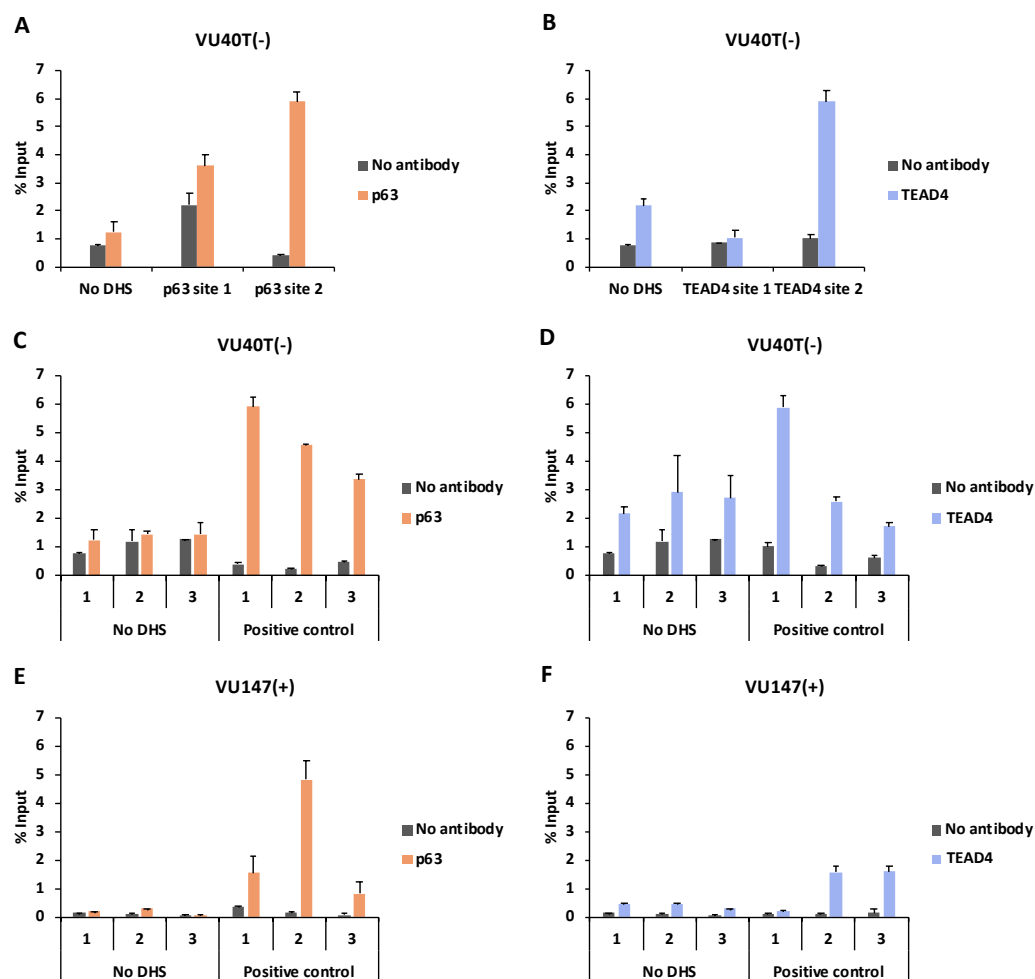 A
VU40T(-)
7
6
5
4
3
2
1
0
% Input
No DHS
p63 site 1
p63 site 2
No antibody
p63
B
VU40T(-)
7
6
5
4
3
2
1
0
% Input
No DHS
TEAD4 site 1
TEAD4 site 2
No antibody
TEAD4
C
VU40T(-)
7
6
5
4
3
2
1
0
% Input
1 2 3 1 2 3
No DHS Positive control
No antibody
p63
D
VU40T(-)
7
6
5
4
3
2
1
0
% Input
1 2 3 1 2 3
No DHS Positive control
No antibody
TEAD4
E
VU147(+)
7
6
5
4
3
2
1
0
% Input
1 2 3 1 2 3
No DHS Positive control
No antibody
p63
F
VU147(+)
7
6
5
4
3
2
1
0
% Input
1 2 3 1 2 3
No DHS Positive control
No antibody
TEAD4